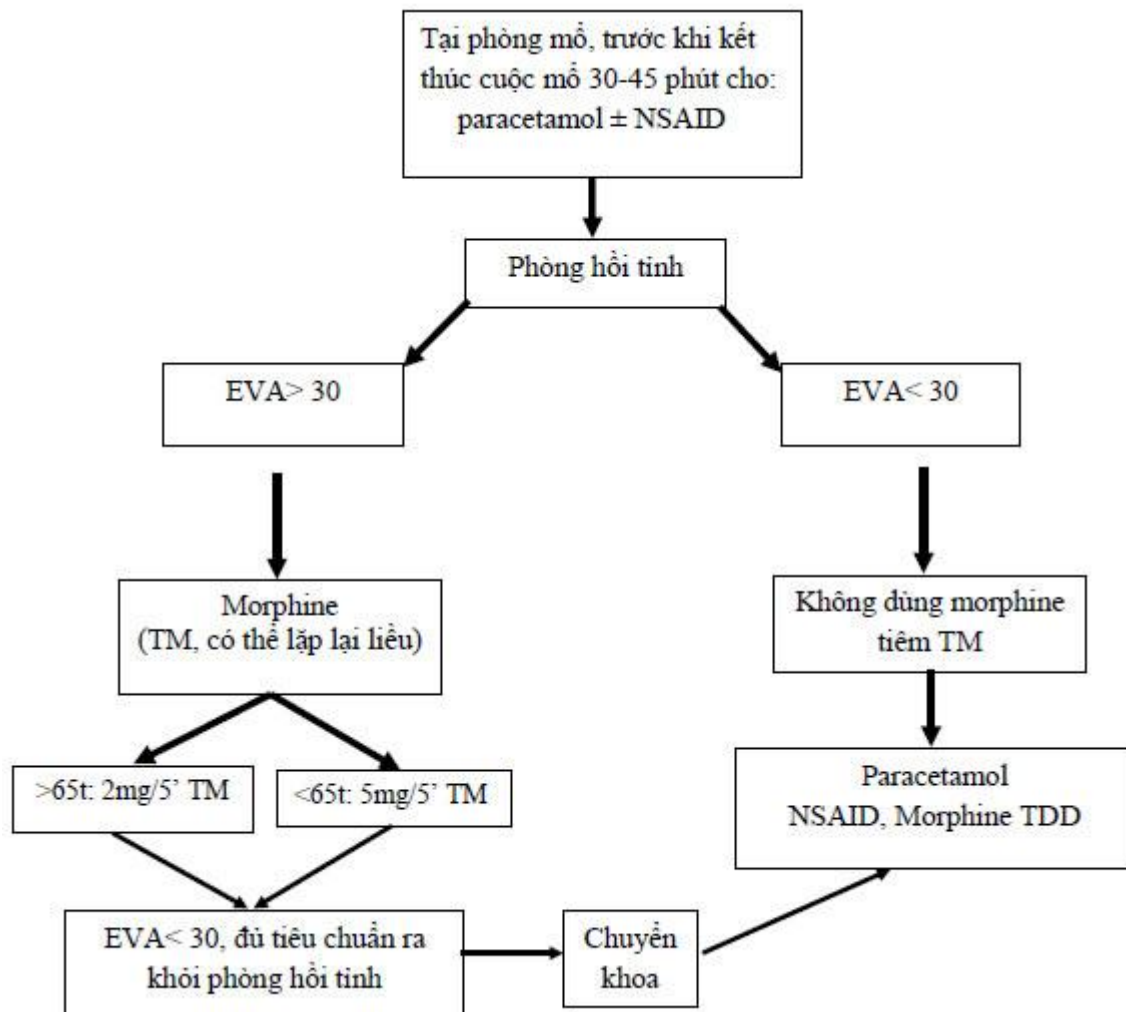 Tại phòng mổ, trước khi kết
thúc cuộc mổ 30-45 phút cho:
paracetamol ± NSAID
Phòng hồi tỉnh
EVA> 30
EVA< 30
Morphine
(TM, có thể lặp lại liều)
Không dùng morphine
tiêm TM
>65t: 2mg/5’ TM
<65t: 5mg/5’ TM
Paracetamol
NSAID, Morphine TDD
EVA< 30, đủ tiêu chuẩn ra
khỏi phòng hồi tỉnh
Chuyển
khoa